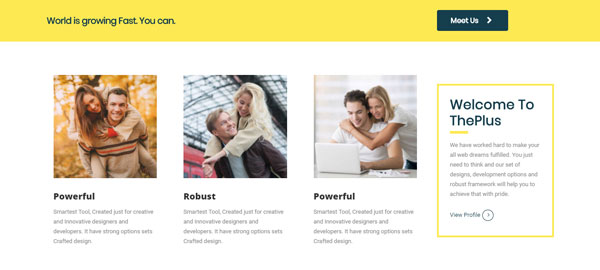 World is growing Fast. You can.
Meet Us
Powerful
Smartest Tool, Created just for creative
and Innovative designers and
developers. It have strong options sets
Crafted design.
Robust
Smartest Tool, Created just for creative
and Innovative designers and
developers. It have strong options sets
Crafted design.
Powerful
Smartest Tool, Created just for creative
and Innovative designers and
developers. It have strong options sets
Crafted design.
Welcome To
ThePlus
We have worked hard to make your
all web dreams fulfilled. You just
need to think and our set of
designs, development options and
robust framework will help you to
achieve that with pride.
View Profile